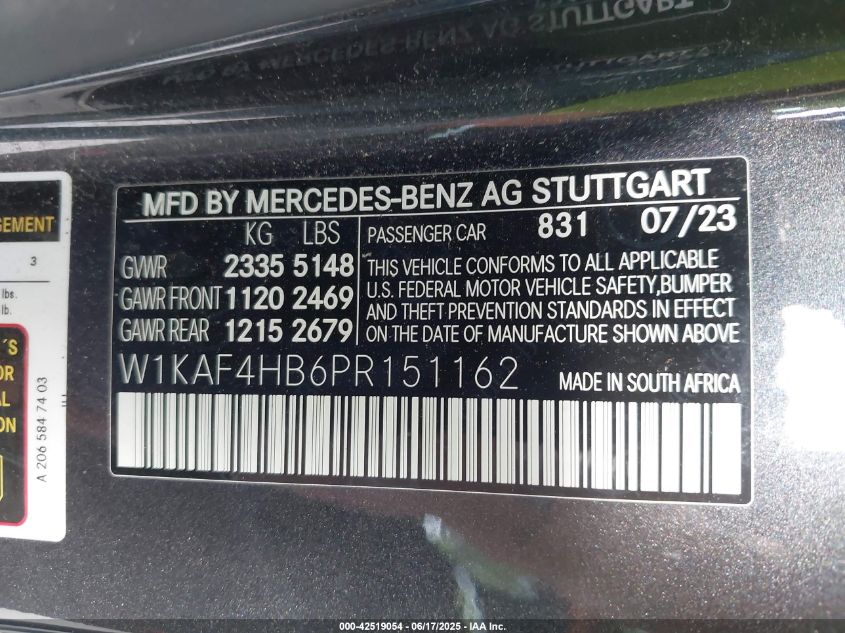 MFD BY MERCEDES-BENZ AG STUTTGART
KG LBS
GVWR 2335 5148
GAWR FRONT 1120 2469
GAWR REAR 1215 2679
PASSENGER CAR 831 07/23
THIS VEHICLE CONFORMS TO ALL APPLICABLE
U.S. FEDERAL MOTOR VEHICLE SAFETY,BUMPER
AND THEFT PREVENTION STANDARDS IN EFFECT
ON THE DATE OF MANUFACTURE SHOWN ABOVE
W1KAF4HB6PR151162
MADE IN SOUTH AFRICA
3
lbs.
lb.
A 206 584 74 03
000-42519054 - 06/17/2025 - IAA Inc.